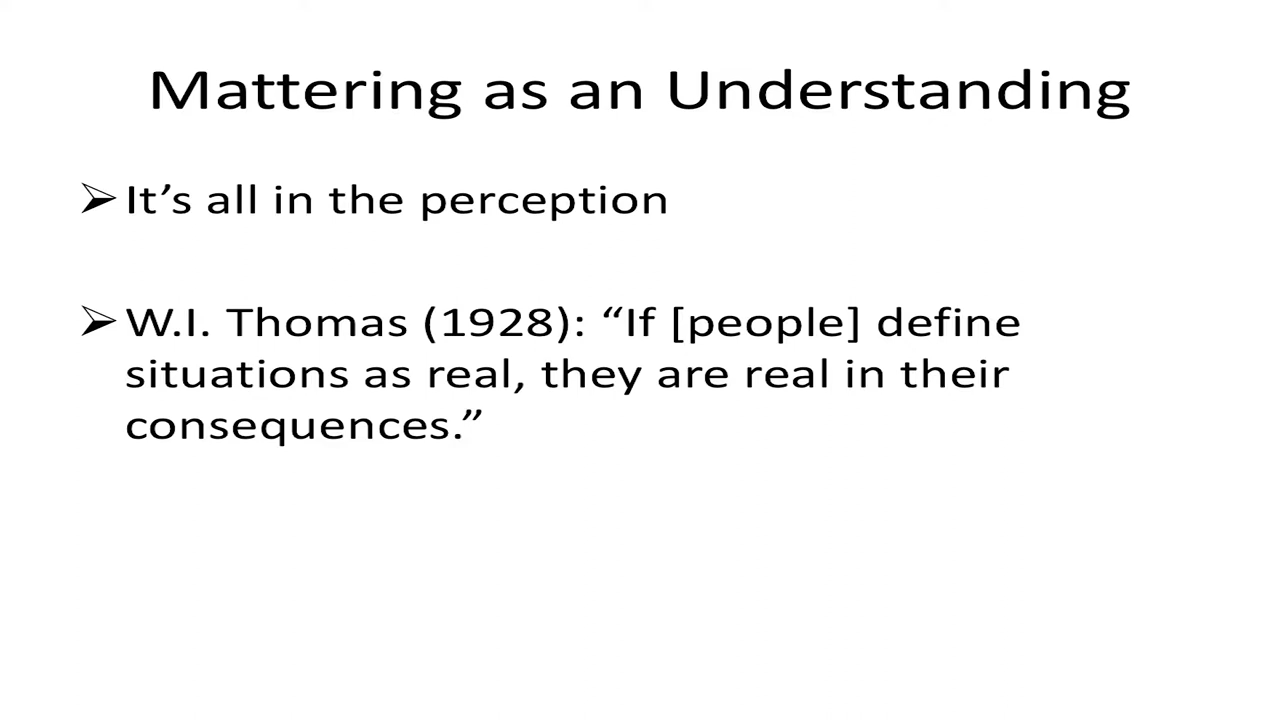 Mattering as an Understanding
➢ It’s all in the perception
➢ W.I. Thomas (1928): “If [people] define
situations as real, they are real in their
consequences.”